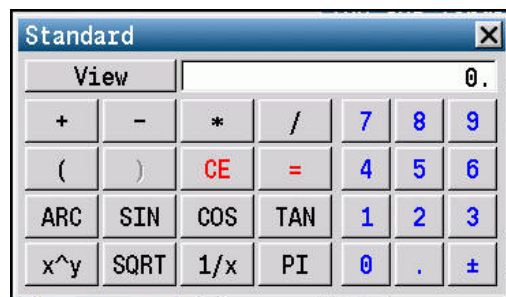 Standard
View 0.
+ - * / 7 8 9
( ) CE = 4 5 6
ARC SIN COS TAN 1 2 3
x^y SQRT 1/x PI 0 . ±